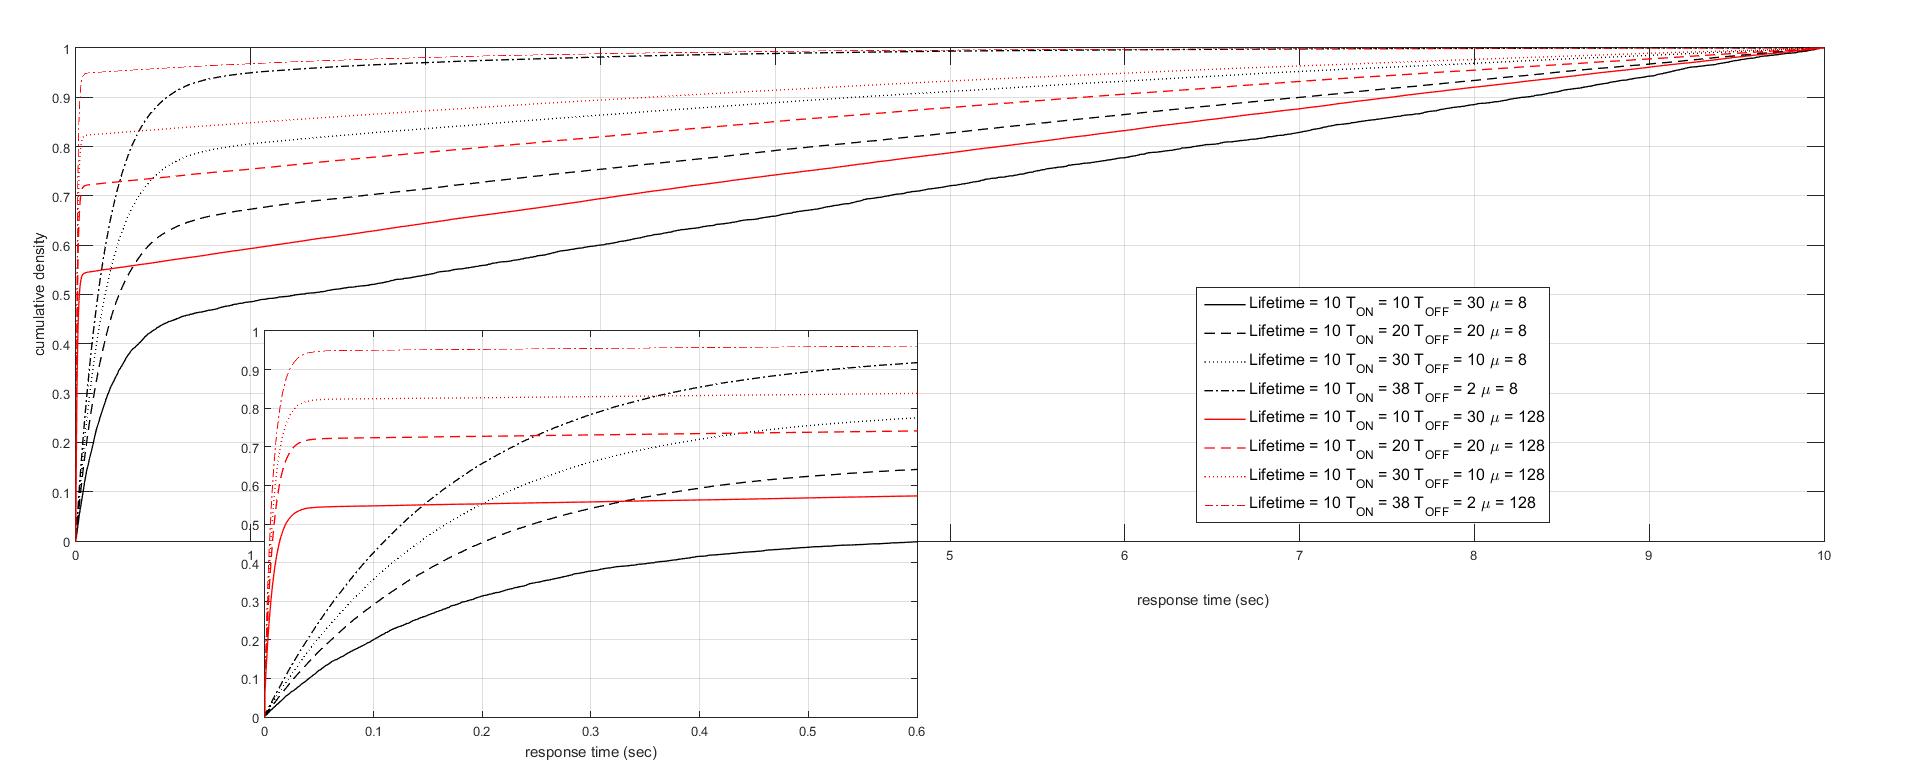 1
0.9
0.8
0.7
0.6
0.5
0.4
0.3
0.2
0.1
0
cumulative density
0 1 5 6 7 8 9 10
response time (sec)
Lifetime = 10 T_ON = 10 T_OFF = 30 μ = 8
Lifetime = 10 T_ON = 20 T_OFF = 20 μ = 8
Lifetime = 10 T_ON = 30 T_OFF = 10 μ = 8
Lifetime = 10 T_ON = 38 T_OFF = 2 μ = 8
Lifetime = 10 T_ON = 10 T_OFF = 30 μ = 128
Lifetime = 10 T_ON = 20 T_OFF = 20 μ = 128
Lifetime = 10 T_ON = 30 T_OFF = 10 μ = 128
Lifetime = 10 T_ON = 38 T_OFF = 2 μ = 128
1
0.9
0.8
0.7
0.6
0.5
0.4
0.3
0.2
0.1
0
0 0.1 0.2 0.3 0.4 0.5 0.6
response time (sec)